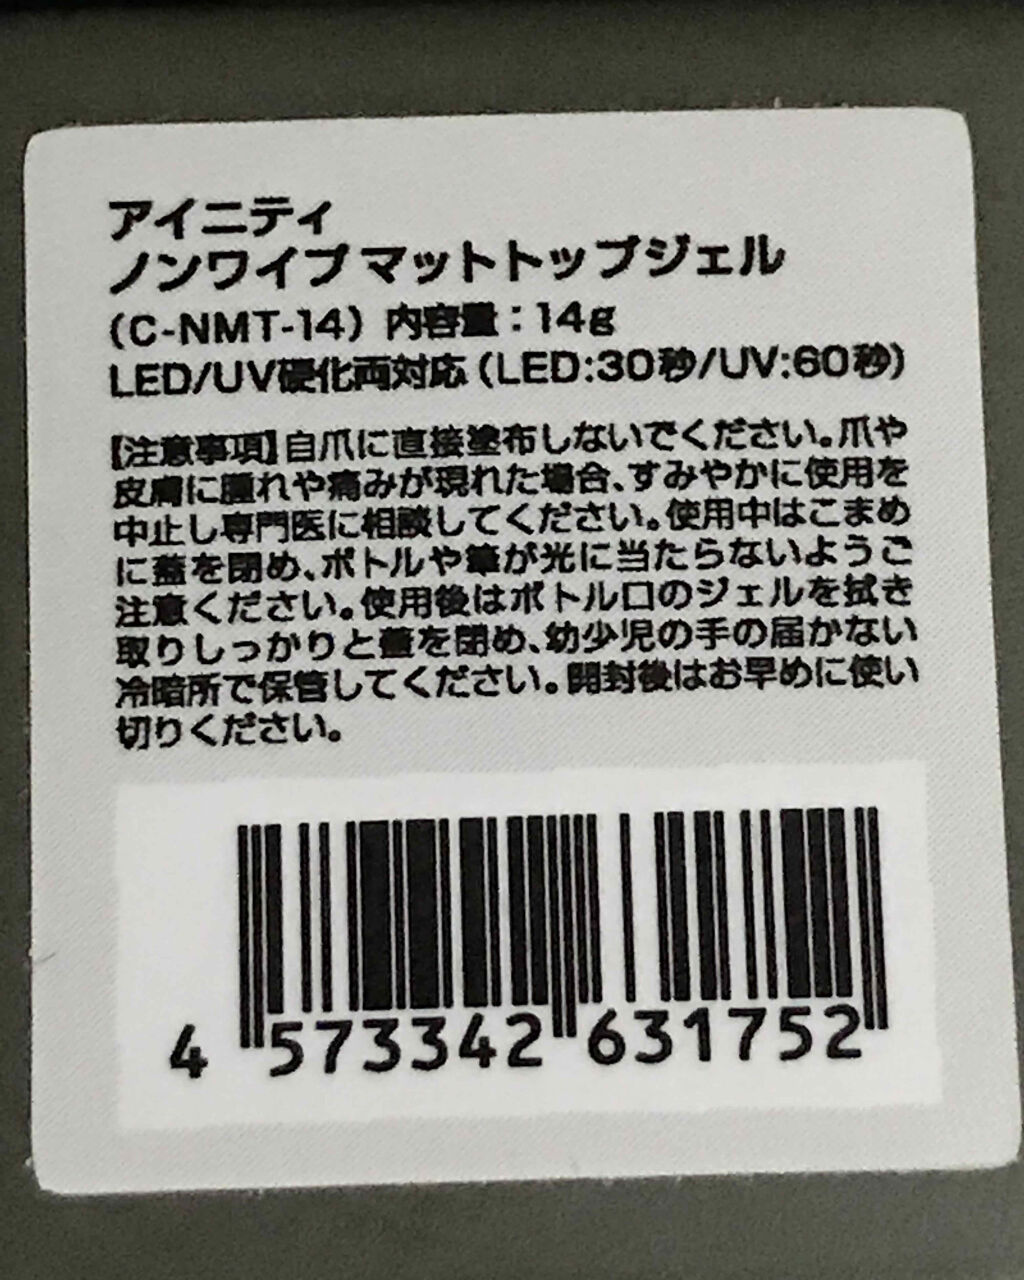 アイニティ
ノンワイプ マットトップジェル
(C-NMT-14) 内容量：14g
LED/UV硬化両対応(LED:30秒/UV:60秒)
【注意事項】自爪に直接塗布しないでください。爪や
皮膚に腫れや痛みが現れた場合、すみやかに使用を
中止し専門医に相談してください。使用中はこまめ
に蓋を閉め、ボトルや筆が光に当たらないようご
注意ください。使用後はボトル口のジェルを拭き
取りしっかりと蓋を閉め、幼少児の手の届かない
冷暗所で保管してください。開封後はお早めに使い
切りください。
4 573342 631752